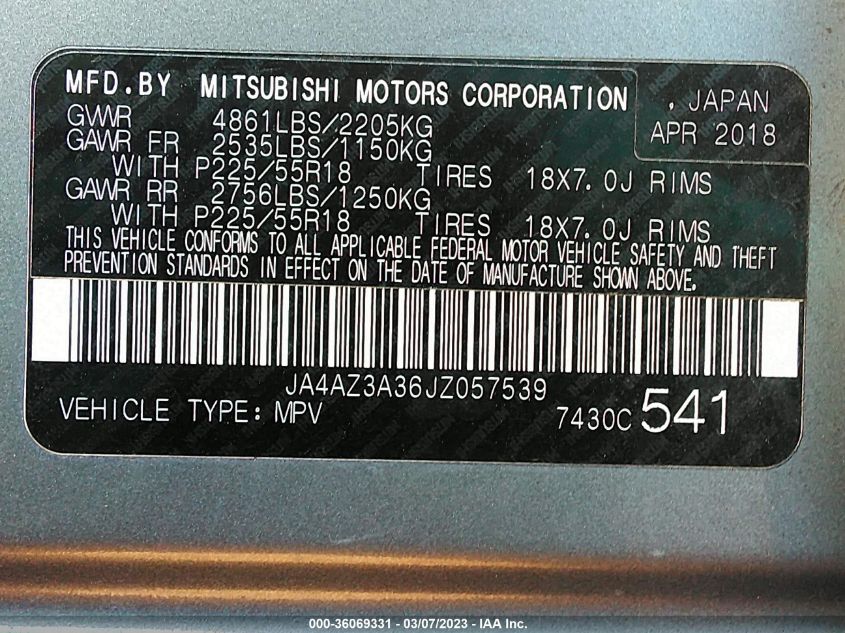 MFD.BY MITSUBISHI MOTORS CORPORATION , JAPAN
GVWR 4861LBS/2205KG APR 2018
GAWR FR 2535LBS/1150KG
WITH P225/55R18 TIRES 18X7.0J RIMS
GAWR RR 2756LBS/1250KG
WITH P225/55R18 TIRES 18X7.0J RIMS
THIS VEHICLE CONFORMS TO ALL APPLICABLE FEDERAL MOTOR VEHICLE SAFETY AND THEFT
PREVENTION STANDARDS IN EFFECT ON THE DATE OF MANUFACTURE SHOWN ABOVE.
JA4AZ3A36JZ057539
VEHICLE TYPE: MPV 7430C 541
000-36069331 - 03/07/2023 - IAA Inc.